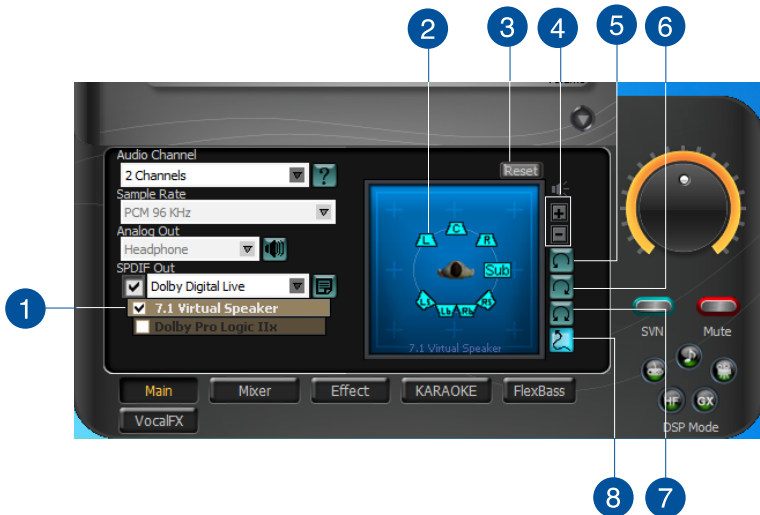 2
3
4
5
6
Audio Channel
2 Channels
?
Reset
Sample Rate
PCM 96 KHz
Analog Out
Headphone
SPDIF Out
Dolby Digital Live
1
7.1 Virtual Speaker
Dolby Pro Logic IIx
L
C
R
Sub
Ls
Lb
Rb
Rs
7.1 Virtual Speaker
SVN
Mute
Main
Mixer
Effect
KARAOKE
FlexBass
VocalFX
HF
GX
DSP Mode
8
7